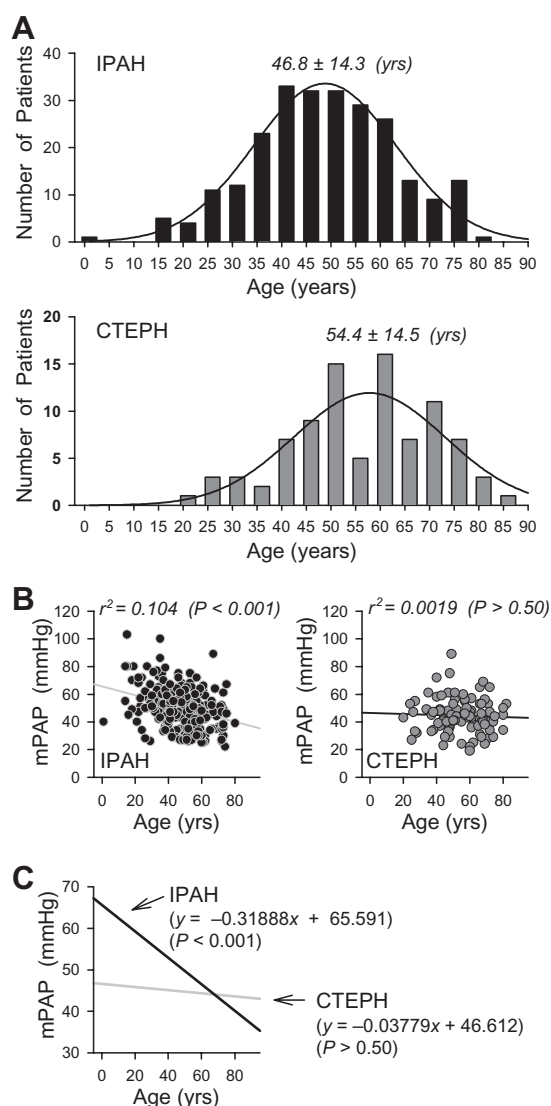 A
IPAH
46.8 ± 14.3 (yrs)
Number of Patients
40
30
20
10
0
0 5 10 15 20 25 30 35 40 45 50 55 60 65 70 75 80 85 90
Age (years)
CTEPH
54.4 ± 14.5 (yrs)
Number of Patients
20
15
10
5
0
0 5 10 15 20 25 30 35 40 45 50 55 60 65 70 75 80 85 90
Age (years)
B
r² = 0.104 (P < 0.001)
mPAP (mmHg)
120
100
80
60
40
20
0
IPAH
0 20 40 60 80
Age (yrs)
r² = 0.0019 (P > 0.50)
mPAP (mmHg)
120
100
80
60
40
20
0
CTEPH
0 20 40 60 80
Age (yrs)
C
mPAP (mmHg)
70
60
50
40
30
IPAH
(y = –0.31888x + 65.591)
(P < 0.001)
CTEPH
(y = –0.03779x + 46.612)
(P > 0.50)
0 20 40 60 80
Age (yrs)